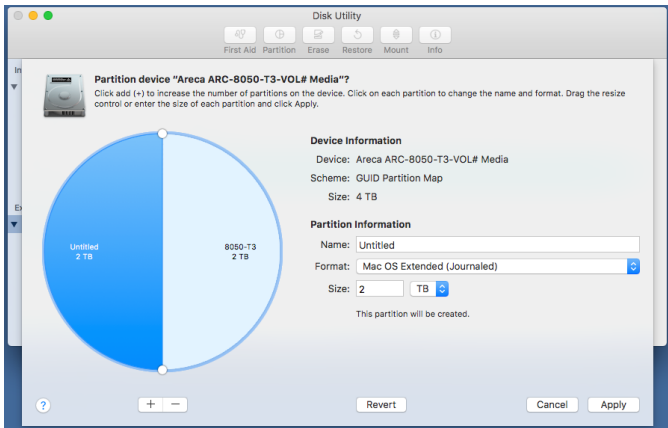 Disk Utility
First Aid Partition Erase Restore Mount Info
In
Partition device “Areca ARC-8050-T3-VOL# Media”?
Click add (+) to increase the number of partitions on the device. Click on each partition to change the name and format. Drag the resize
control or enter the size of each partition and click Apply.
Device Information
Device: Areca ARC-8050-T3-VOL# Media
Scheme: GUID Partition Map
Size: 4 TB
Ex
Partition Information
Name: Untitled
Format: Mac OS Extended (Journaled)
Size: 2 TB
This partition will be created.
Untitled
2 TB
8050-T3
2 TB
? + − Revert Cancel Apply